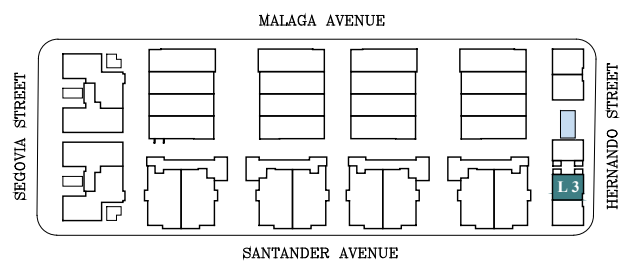 MALAGA AVENUE
SEGOVIA STREET
HERNANDO STREET
L 3
SANTANDER AVENUE